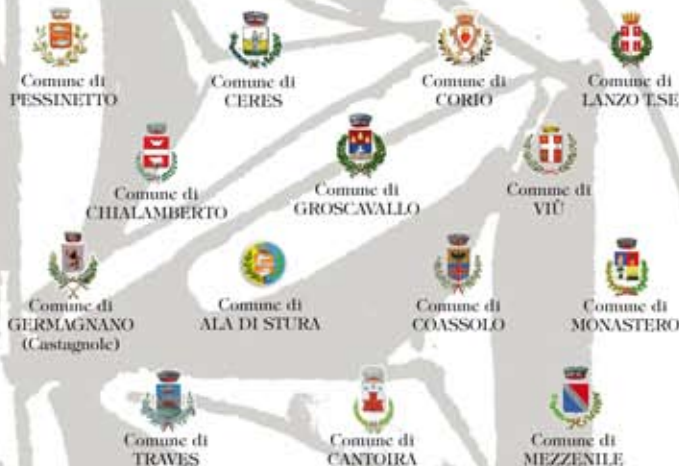 Comune di
PESSINETTO
Comune di
CERES
Comune di
CORIO
Comune di
LANZO T.SE
Comune di
CHIALAMBERTO
Comune di
GROSCAVALLO
Comune di
VIÙ
Comune di
GERMAGNANO
(Castagnole)
Comune di
ALA DI STURA
Comune di
COASSOLO
Comune di
MONASTERO
Comune di
TRAVES
Comune di
CANTOIRA
Comune di
MEZZENILE